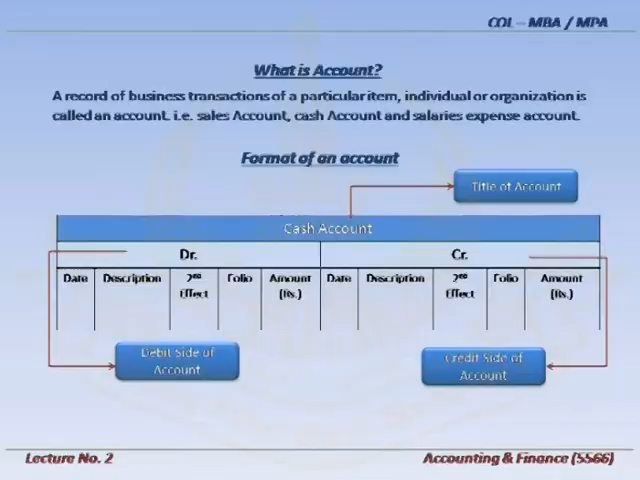 COL – MBA / MPA
What is Account?
A record of business transactions of a particular item, individual or organization is
called an account. i.e. sales Account, cash Account and salaries expense account.
Format of an account
Title of Account
Cash Account
Dr. Cr.
Date Description 2nd Effect Folio Amount (Rs.) Date Description 2nd Effect Folio Amount (Rs.)
Debit Side of
Account
Credit Side of
Account
Lecture No. 2 Accounting & Finance (5566)